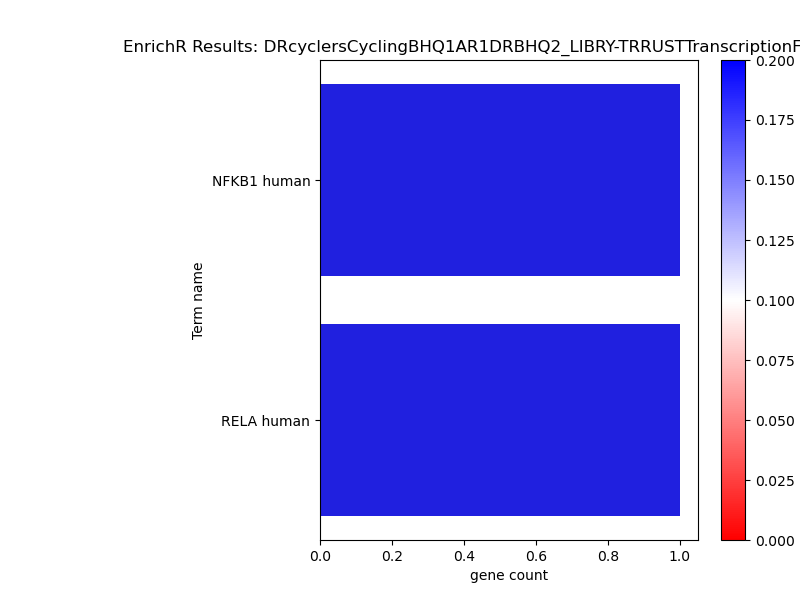 EnrichR Results: DRcyclersCyclingBHQ1AR1DRBHQ2_LIBRY-TRRUSTTranscriptionF
NFKB1 human
RELA human
Term name
0.0 0.2 0.4 0.6 0.8 1.0
gene count
0.200
0.175
0.150
0.125
0.100
0.075
0.050
0.025
0.000